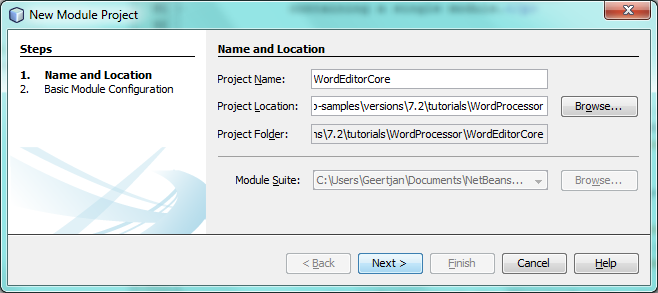 New Module Project
Steps
1. Name and Location
2. Basic Module Configuration
Name and Location
Project Name: WordEditorCore
Project Location: o-samples\versions\7.2\tutorials\WordProcessor Browse...
Project Folder: ns\7.2\tutorials\WordProcessor\WordEditorCore
Module Suite: C:\Users\Geertjan\Documents\NetBeans... Browse...
< Back Next > Finish Cancel Help